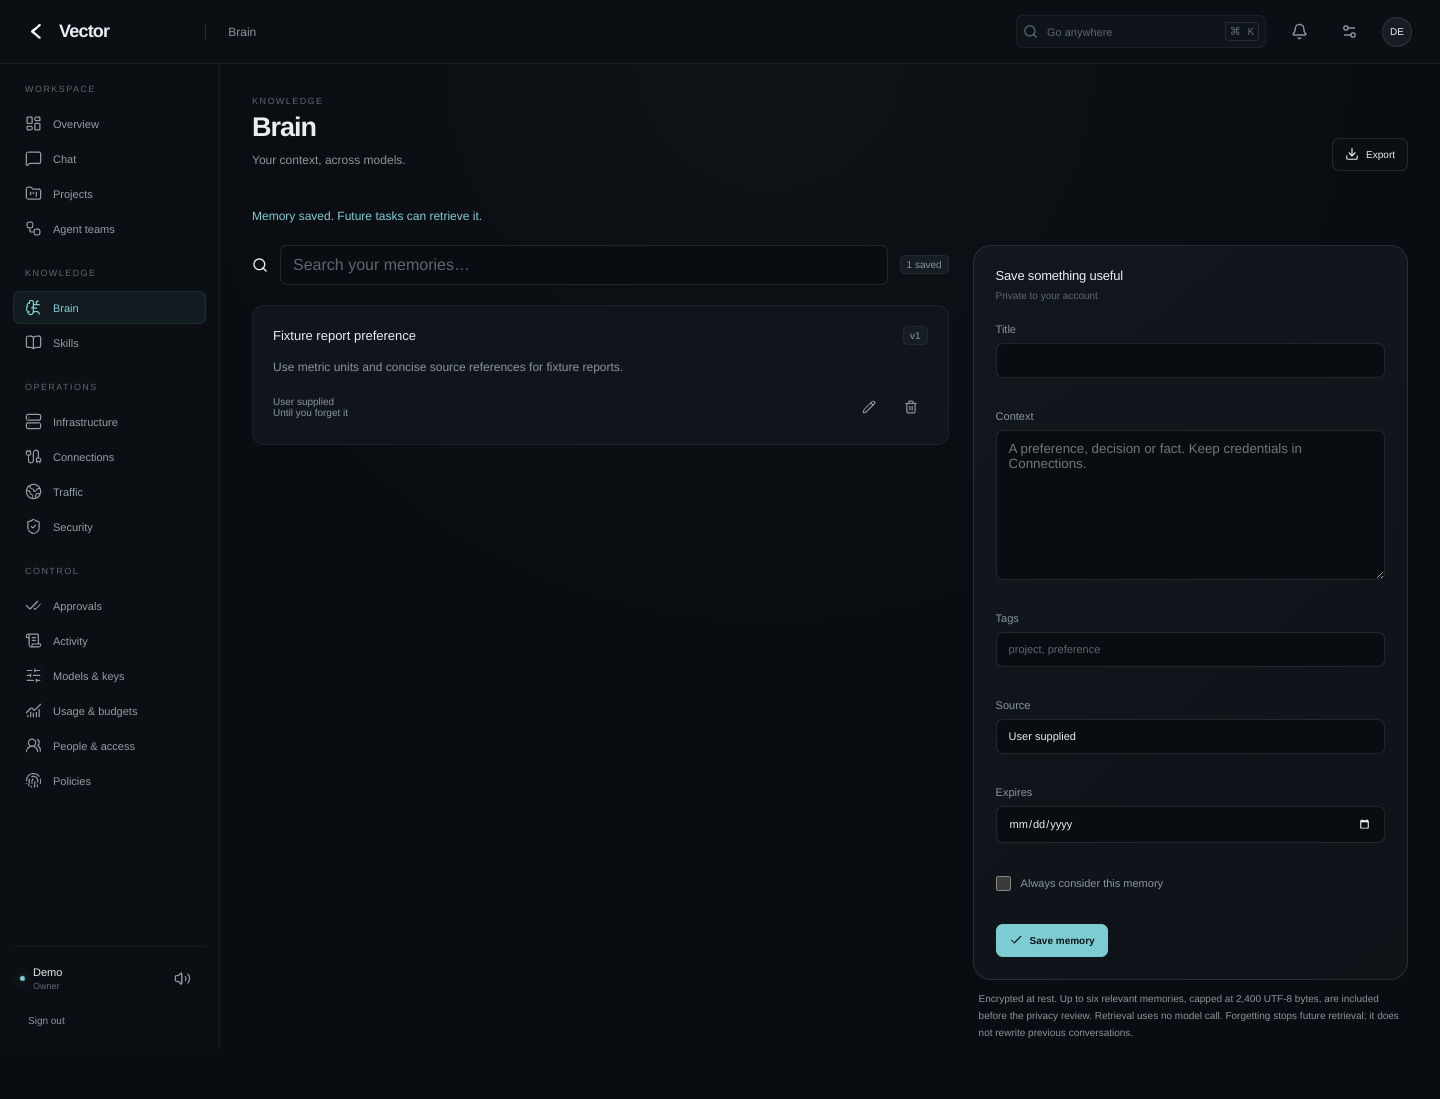 Vector
Brain
Go anywhere
⌘ K
DE
WORKSPACE
Overview
Chat
Projects
Agent teams
KNOWLEDGE
Brain
Skills
OPERATIONS
Infrastructure
Connections
Traffic
Security
CONTROL
Approvals
Activity
Models & keys
Usage & budgets
People & access
Policies
Demo
Owner
Sign out
KNOWLEDGE
Brain
Your context, across models.
Export
Memory saved. Future tasks can retrieve it.
Search your memories…
1 saved
Fixture report preference
v1
Use metric units and concise source references for fixture reports.
User supplied
Until you forget it
Save something useful
Private to your account
Title
Context
A preference, decision or fact. Keep credentials in
Connections.
Tags
project, preference
Source
User supplied
Expires
mm/dd/yyyy
Always consider this memory
Save memory
Encrypted at rest. Up to six relevant memories, capped at 2,400 UTF-8 bytes, are included
before the privacy review. Retrieval uses no model call. Forgetting stops future retrieval; it does
not rewrite previous conversations.